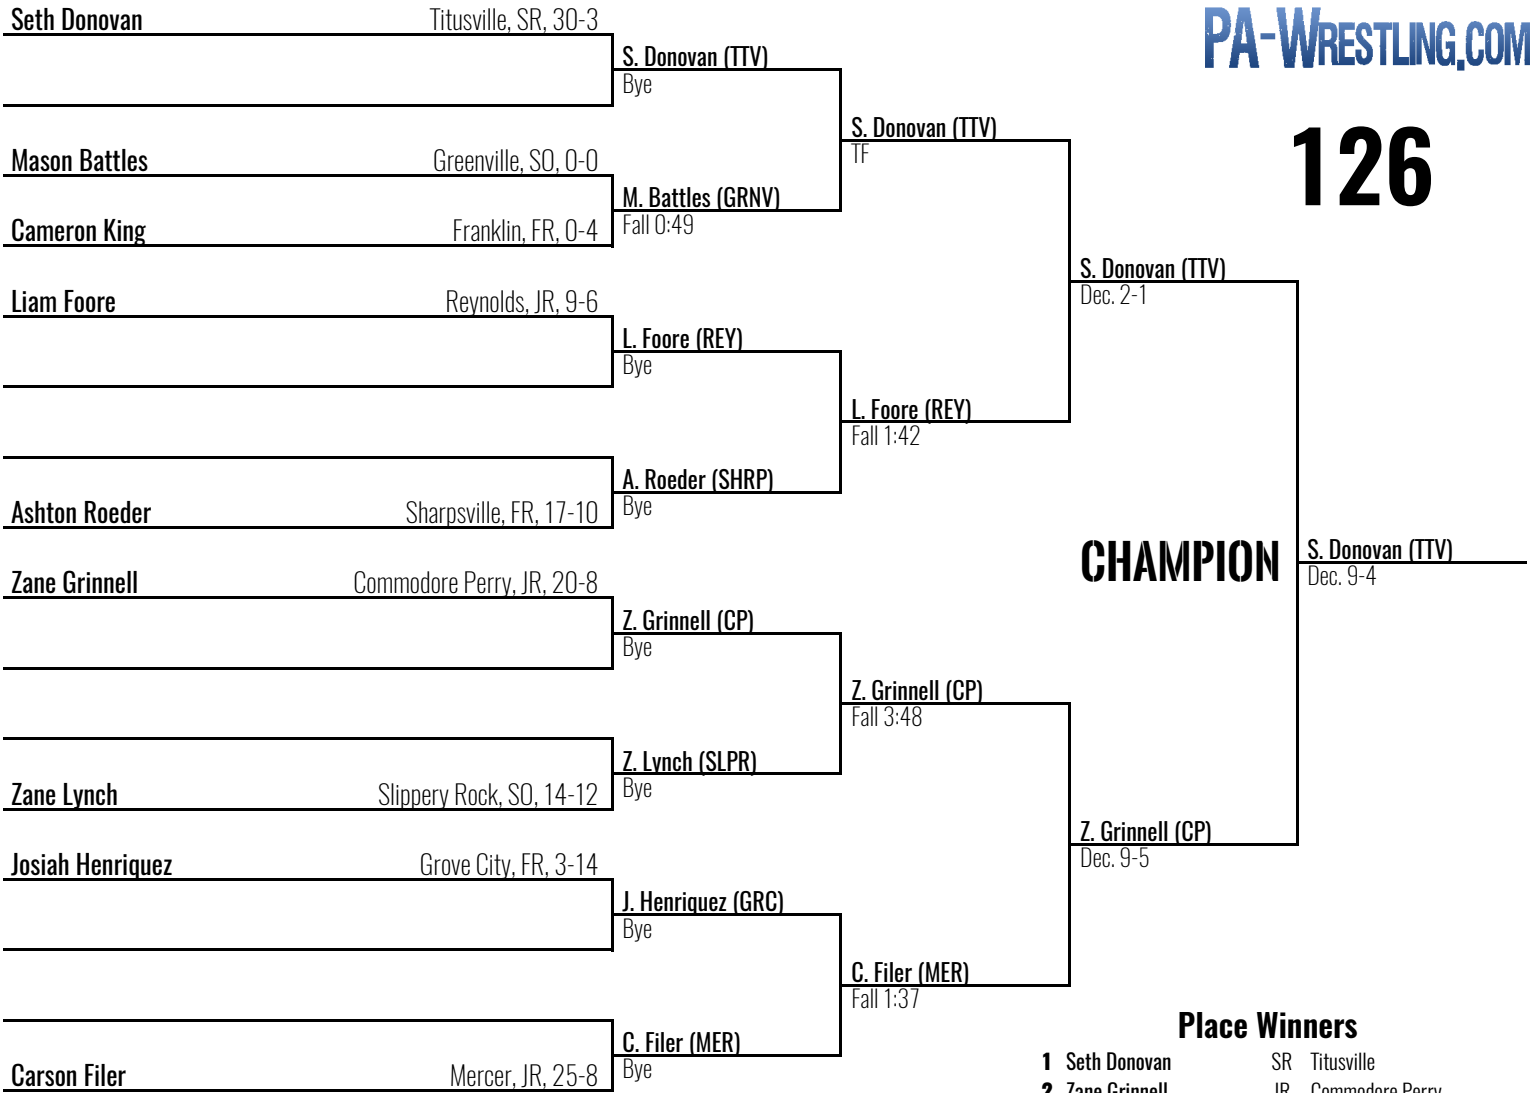 PA-WRESTLING.COM
126
Seth Donovan Titusville, SR, 30-3
Mason Battles Greenville, SO, 0-0
Cameron King Franklin, FR, 0-4
Liam Foore Reynolds, JR, 9-6
Ashton Roeder Sharpsville, FR, 17-10
Zane Grinnell Commodore Perry, JR, 20-8
Zane Lynch Slippery Rock, SO, 14-12
Josiah Henriquez Grove City, FR, 3-14
Carson Filer Mercer, JR, 25-8
S. Donovan (TTV)
Bye
M. Battles (GRNV)
Fall 0:49
L. Foore (REY)
Bye
A. Roeder (SHRP)
Bye
Z. Grinnell (CP)
Bye
Z. Lynch (SLPR)
Bye
J. Henriquez (GRC)
Bye
C. Filer (MER)
Bye
S. Donovan (TTV)
TF
L. Foore (REY)
Fall 1:42
Z. Grinnell (CP)
Fall 3:48
C. Filer (MER)
Fall 1:37
S. Donovan (TTV)
Dec. 2-1
Z. Grinnell (CP)
Dec. 9-5
CHAMPION
S. Donovan (TTV)
Dec. 9-4
Place Winners
1 Seth Donovan SR Titusville
2 Zane Grinnell JR Commodore Perry